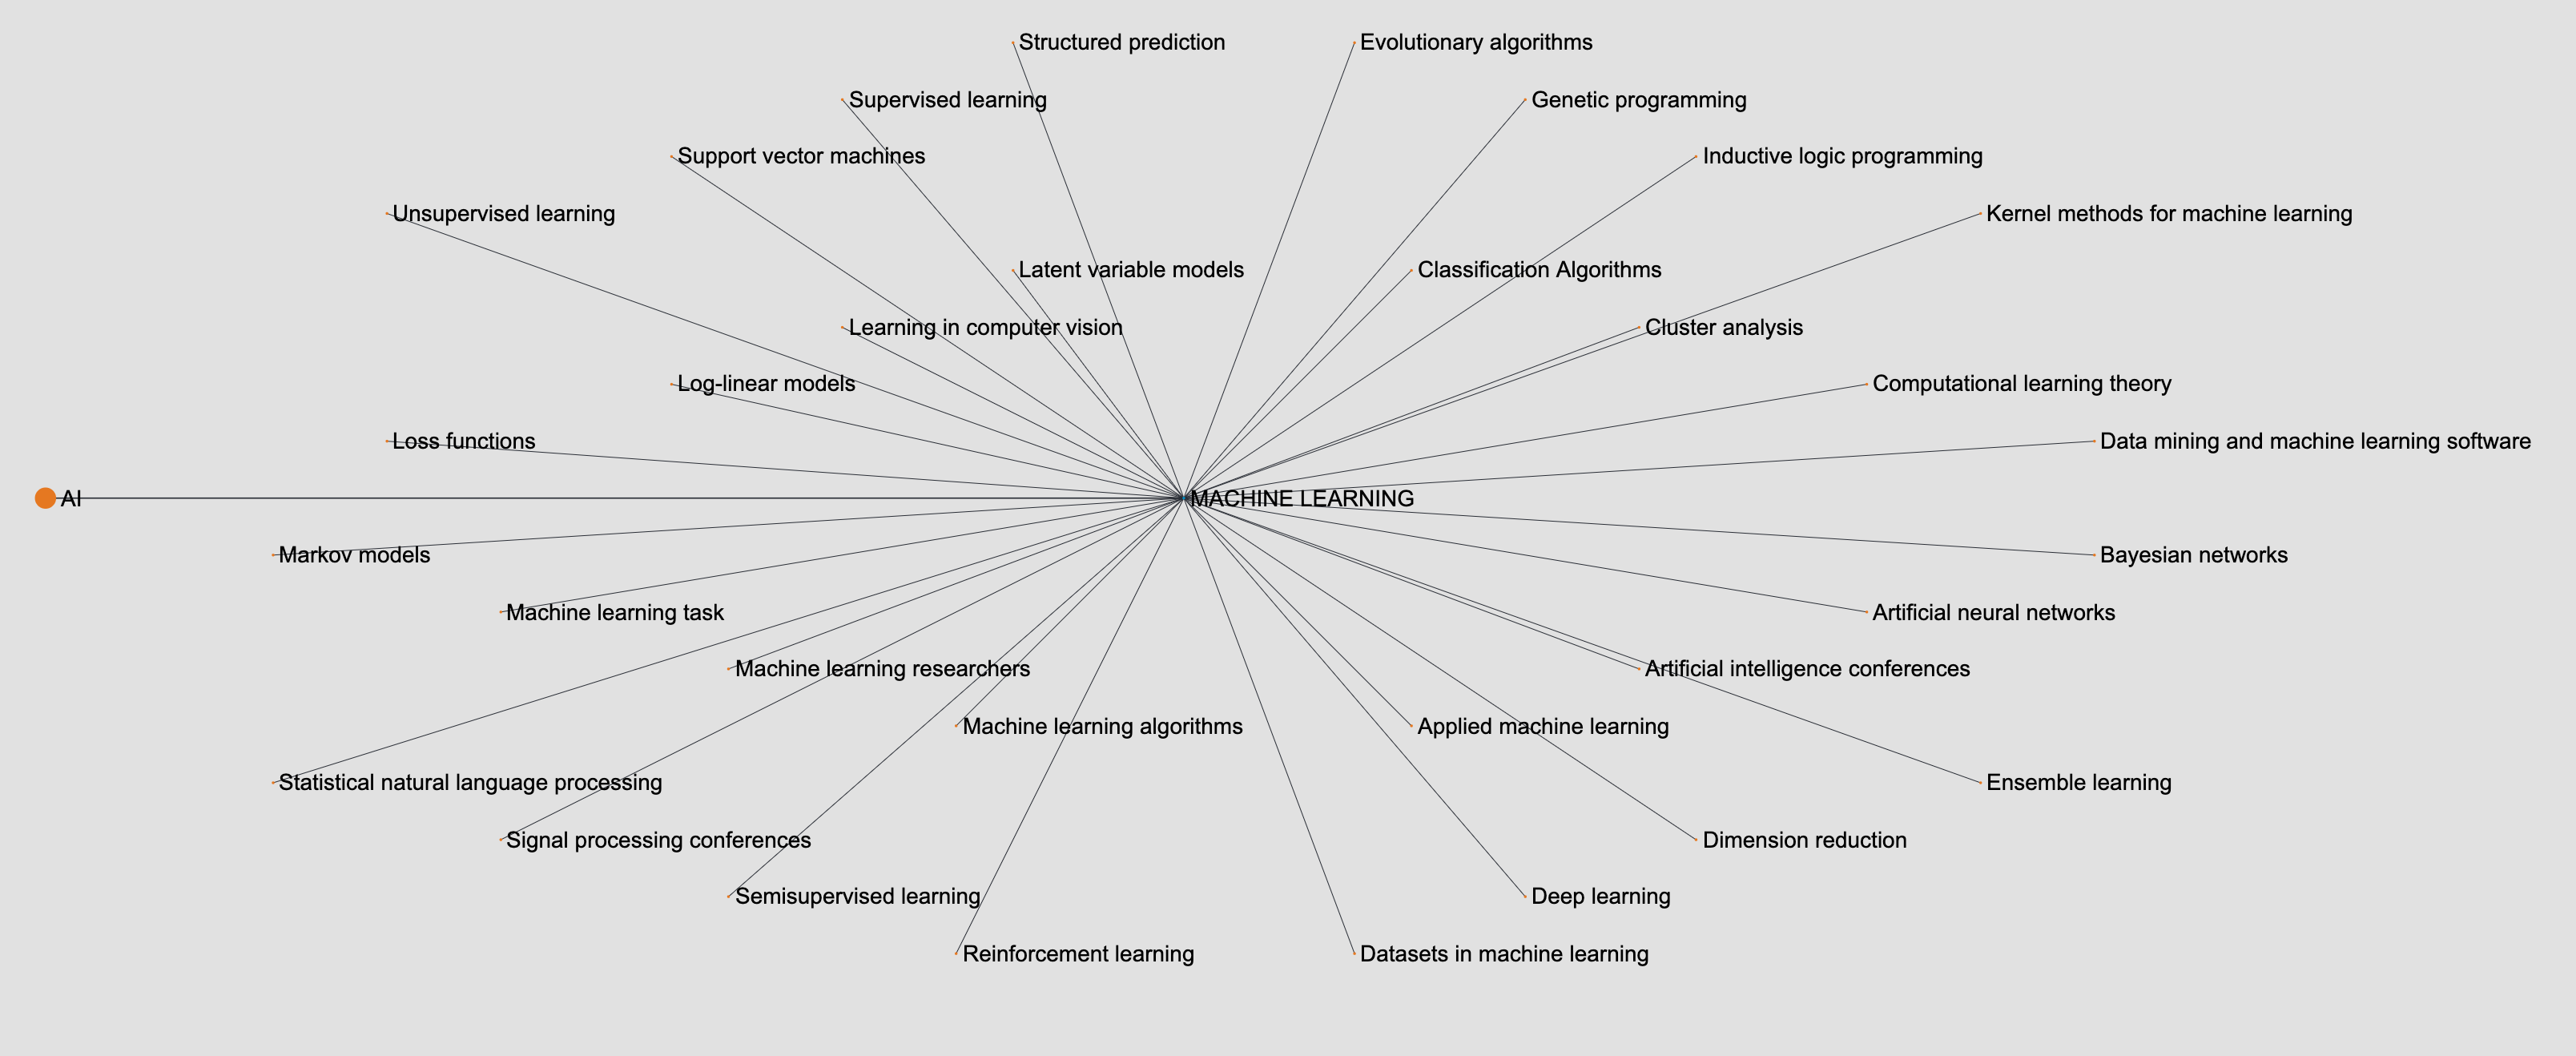 Structured prediction
Evolutionary algorithms
Supervised learning
Genetic programming
Support vector machines
Inductive logic programming
Unsupervised learning
Kernel methods for machine learning
Latent variable models
Classification Algorithms
Learning in computer vision
Cluster analysis
Log-linear models
Computational learning theory
Loss functions
Data mining and machine learning software
AI
MACHINE LEARNING
Markov models
Bayesian networks
Machine learning task
Artificial neural networks
Machine learning researchers
Artificial intelligence conferences
Machine learning algorithms
Applied machine learning
Statistical natural language processing
Ensemble learning
Signal processing conferences
Dimension reduction
Semisupervised learning
Deep learning
Reinforcement learning
Datasets in machine learning